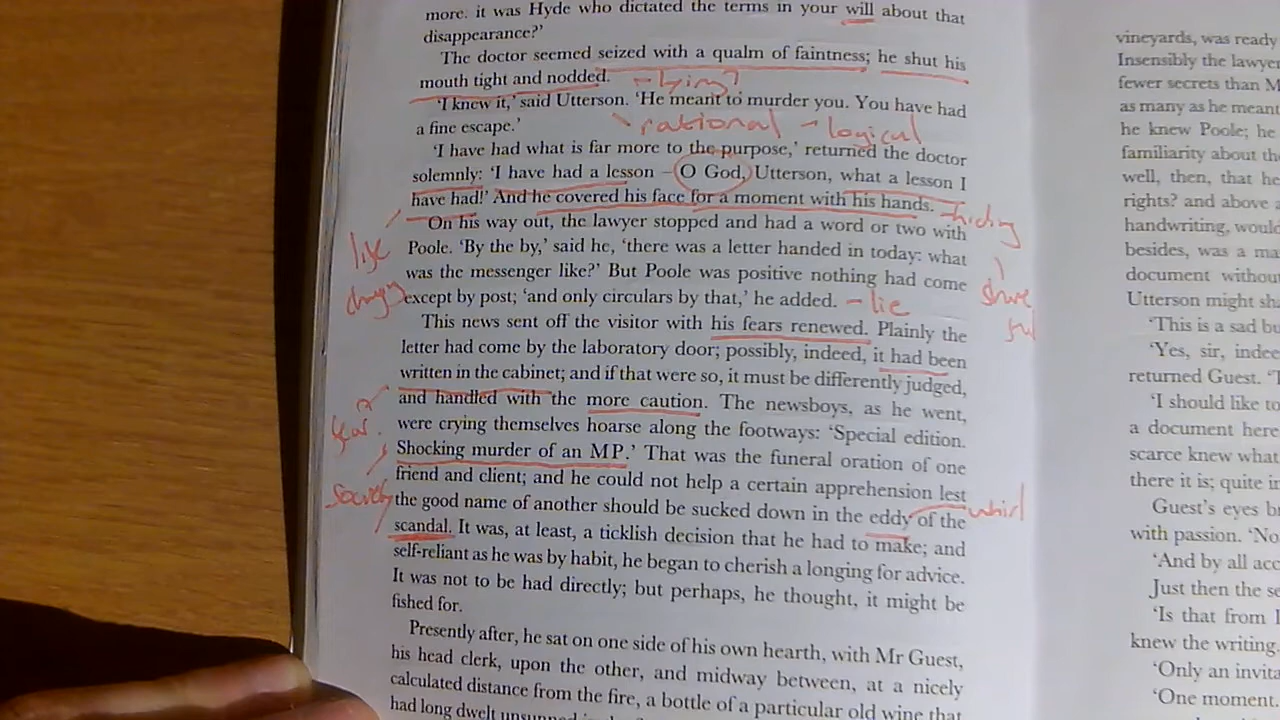 more. it was Hyde who dictated the terms in your will about that
disappearance?'
The doctor seemed seized with a qualm of faintness; he shut his
mouth tight and nodded.
- lying?
'I knew it,' said Utterson. 'He meant to murder you. You have had
a fine escape.'
rational - logical
'I have had what is far more to the purpose,' returned the doctor
solemnly: 'I have had a lesson – O God, Utterson, what a lesson I
have had!' And he covered his face for a moment with his hands.
- hiding
On his way out, the lawyer stopped and had a word or two with
Poole. 'By the by,' said he, 'there was a letter handed in today: what
was the messenger like?' But Poole was positive nothing had come
except by post; 'and only circulars by that,' he added.
- lie
life
This news sent off the visitor with his fears renewed. Plainly the
letter had come by the laboratory door; possibly, indeed, it had been
written in the cabinet; and if that were so, it must be differently judged,
and handled with the more caution. The newsboys, as he went,
were crying themselves hoarse along the footways: 'Special edition.
Shocking murder of an MP.' That was the funeral oration of one
friend and client; and he could not help a certain apprehension lest
the good name of another should be sucked down in the eddy of the
scandal. It was, at least, a ticklish decision that he had to make; and
self-reliant as he was by habit, he began to cherish a longing for advice.
It was not to be had directly; but perhaps, he thought, it might be
fished for.
fear
society
whirl
Presently after, he sat on one side of his own hearth, with Mr Guest,
his head clerk, upon the other, and midway between, at a nicely
calculated distance from the fire, a bottle of a particular old wine that
had long dwelt
vineyards, was ready
Insensibly the lawyer
fewer secrets than M
as many as he meant
he knew Poole; he
familiarity about the
well, then, that he
rights? and above a
handwriting, would
besides, was a ma
document withou
Utterson might sh
'This is a sad bu
'Yes, sir, indee
returned Guest. 'T
'I should like to
a document here
scarce knew what
there it is; quite in
Guest's eyes br
with passion. 'No
'And by all acc
Just then the se
'Is that from
knew the writing.
'Only an invita
'One moment.